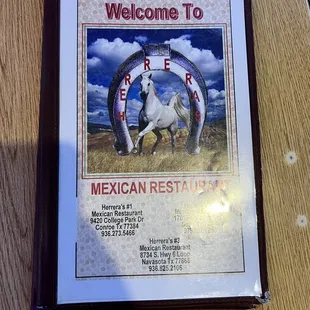 Welcome To
HERRERAS
MEXICAN RESTAURANT
Herrera's #1
Mexican Restaurant
9420 College Park Dr
Conroe Tx 77384
936.273.5466
Herrera's #3
Mexican Restaurant
8734 S. Hwy 6 Loop
Navasota Tx 77868
936.825.2106